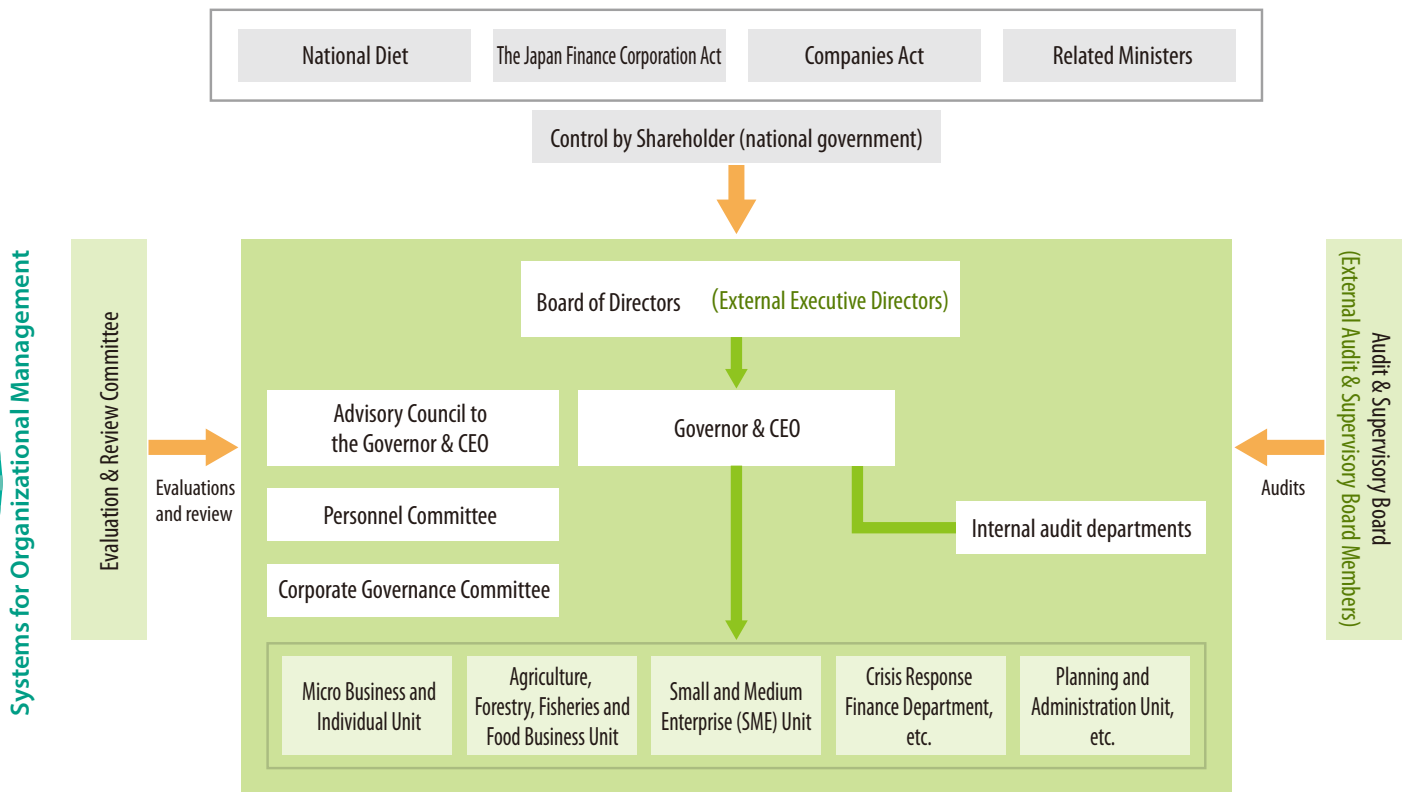 National Diet
The Japan Finance Corporation Act
Companies Act
Related Ministers
Control by Shareholder (national government)
Systems for Organizational Management
Evaluation & Review Committee
Evaluations
and review
Board of Directors (External Executive Directors)
Advisory Council to
the Governor & CEO
Governor & CEO
Personnel Committee
Internal audit departments
Corporate Governance Committee
Micro Business and
Individual Unit
Agriculture,
Forestry, Fisheries and
Food Business Unit
Small and Medium
Enterprise (SME) Unit
Crisis Response
Finance Department,
etc.
Planning and
Administration Unit,
etc.
Audits
Audit & Supervisory Board
(External Audit & Supervisory Board Members)